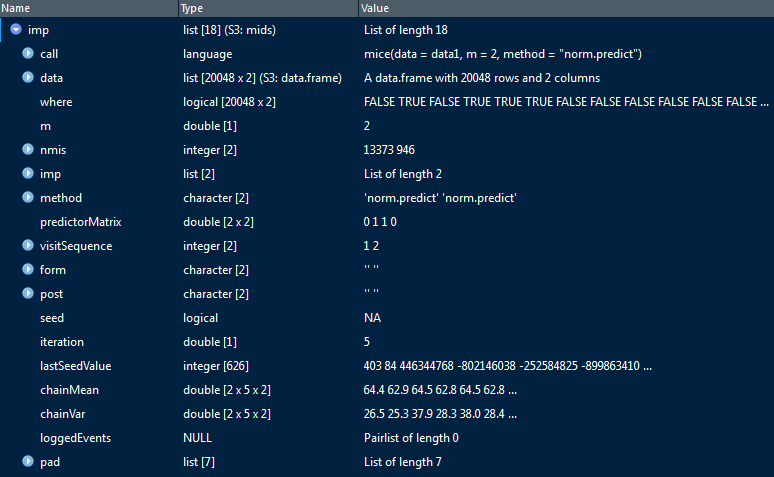 Name Type Value
imp list [18] (S3: mids) List of length 18
call language mice(data = data1, m = 2, method = "norm.predict")
data list [20048 x 2] (S3: data.frame) A data.frame with 20048 rows and 2 columns
where logical [20048 x 2] FALSE TRUE FALSE TRUE TRUE TRUE FALSE FALSE FALSE FALSE FALSE FALSE ...
m double [1] 2
nmis integer [2] 13373 946
imp list [2] List of length 2
method character [2] 'norm.predict' 'norm.predict'
predictorMatrix double [2 x 2] 0 1 1 0
visitSequence integer [2] 1 2
form character [2] '' ''
post character [2] '' ''
seed logical NA
iteration double [1] 5
lastSeedValue integer [626] 403 84 446344768 -802146038 -252584825 -899863410 ...
chainMean double [2 x 5 x 2] 64.4 62.9 64.5 62.8 64.5 62.8 ...
chainVar double [2 x 5 x 2] 26.5 25.3 37.9 28.3 38.0 28.4 ...
loggedEvents NULL Pairlist of length 0
pad list [7] List of length 7